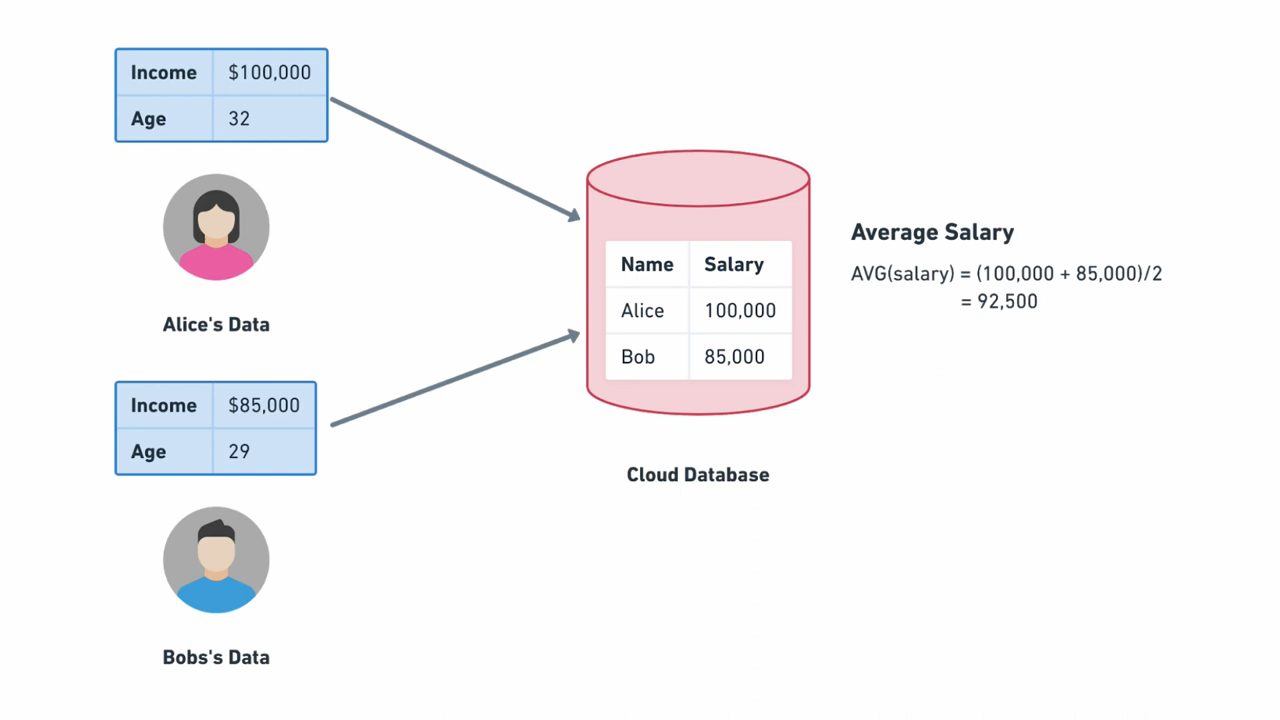 Income $100,000
Age 32
Alice's Data
Income $85,000
Age 29
Bobs's Data
Name Salary
Alice 100,000
Bob 85,000
Cloud Database
Average Salary
AVG(salary) = (100,000 + 85,000)/2
= 92,500